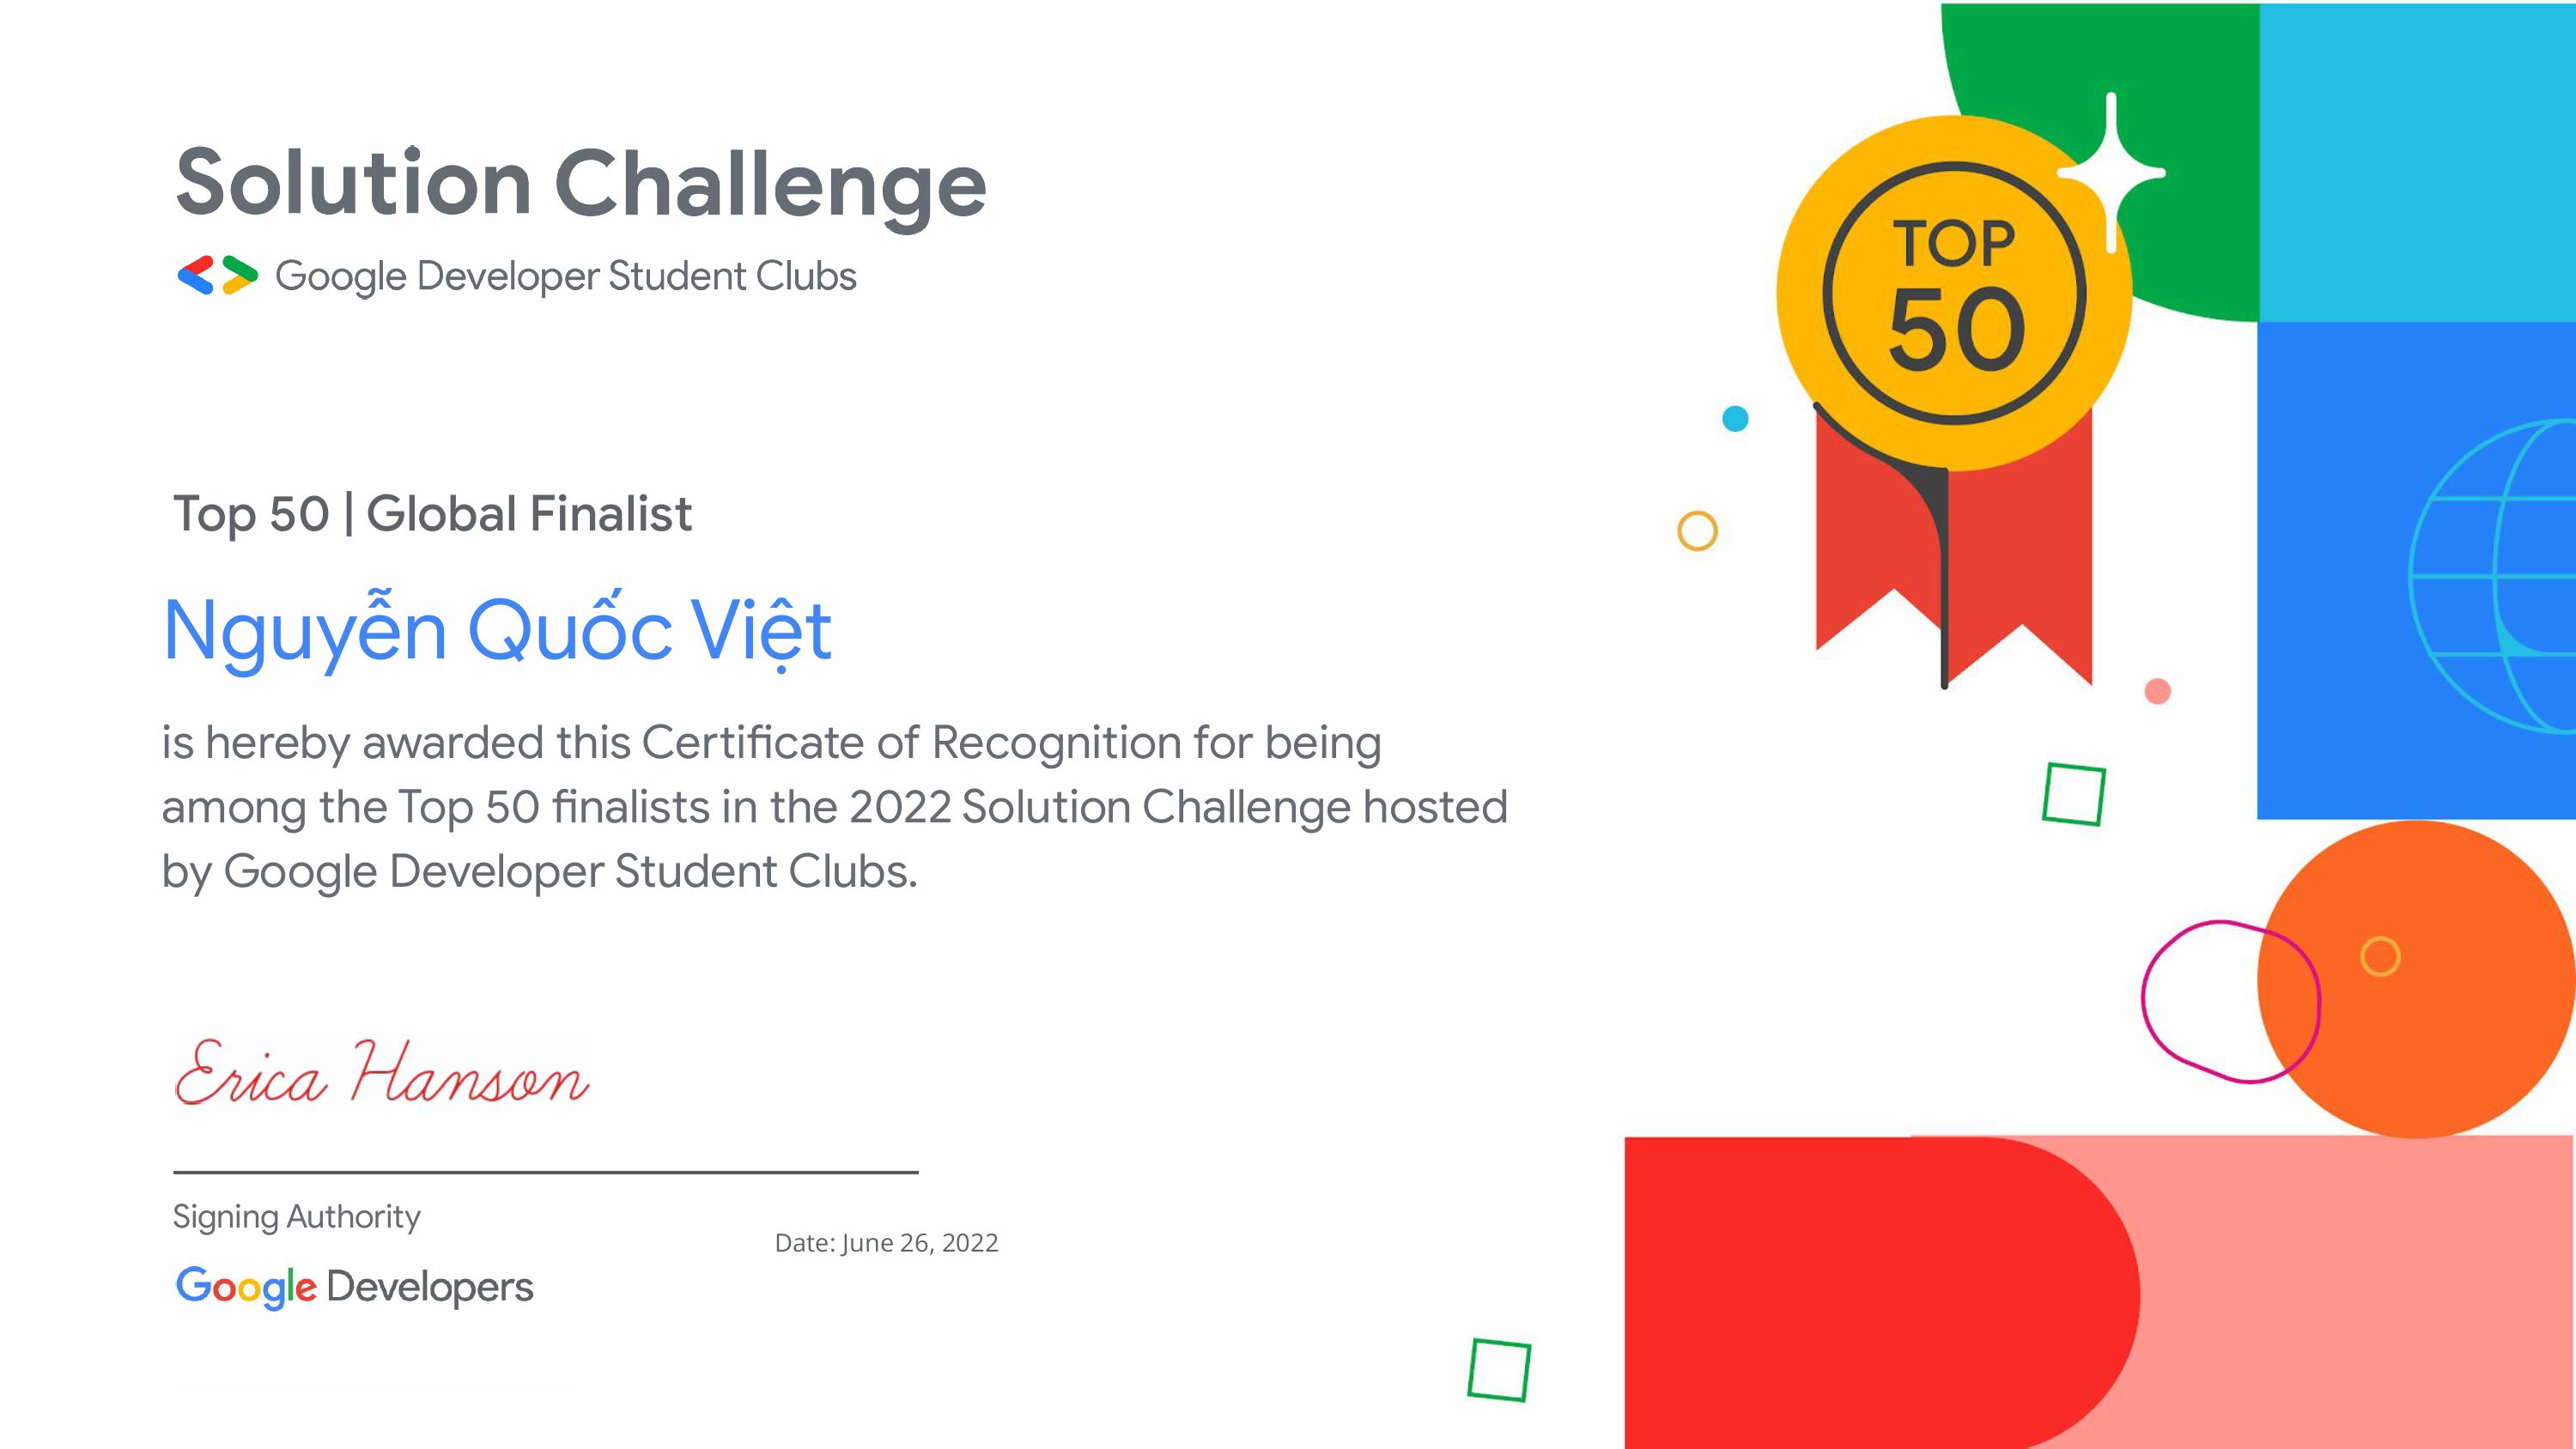 Solution Challenge
Google Developer Student Clubs
TOP
50
Top 50 | Global Finalist
Nguyễn Quốc Việt
is hereby awarded this Certificate of Recognition for being
among the Top 50 finalists in the 2022 Solution Challenge hosted
by Google Developer Student Clubs.
Erica Hanson
Signing Authority
Date: June 26, 2022
Google Developers